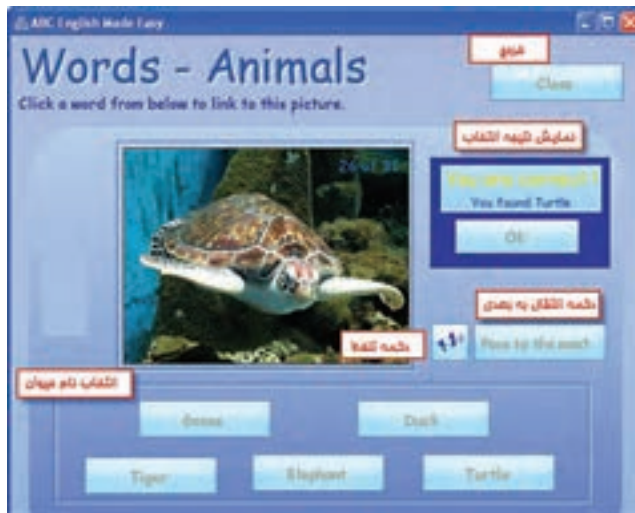 ABC English Made Easy
Words - Animals
خروج
Close
Click a word from below to link to this picture.
نمایش نتیجه انتخاب
You are correct !
You found Turtle
OK
دکمه انتقال به بعدی
دکمه تلفظ
Move to the next
انتخاب نام حیوان
Goose
Duck
Tiger
Elephant
Turtle